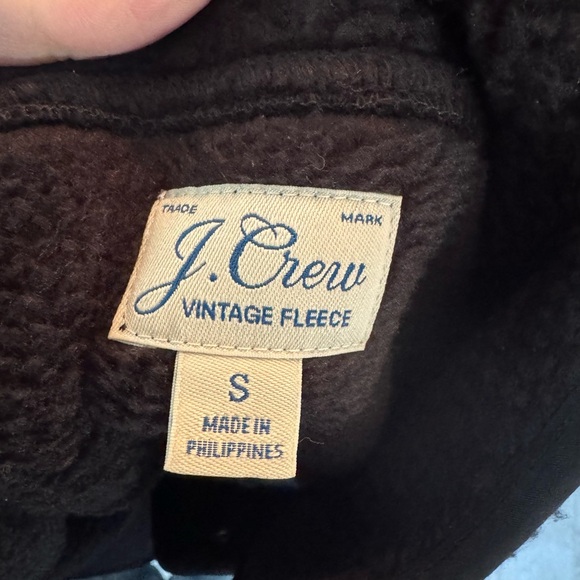 TRADE MARK
J. Crew
VINTAGE FLEECE
S
MADE IN
PHILIPPINES